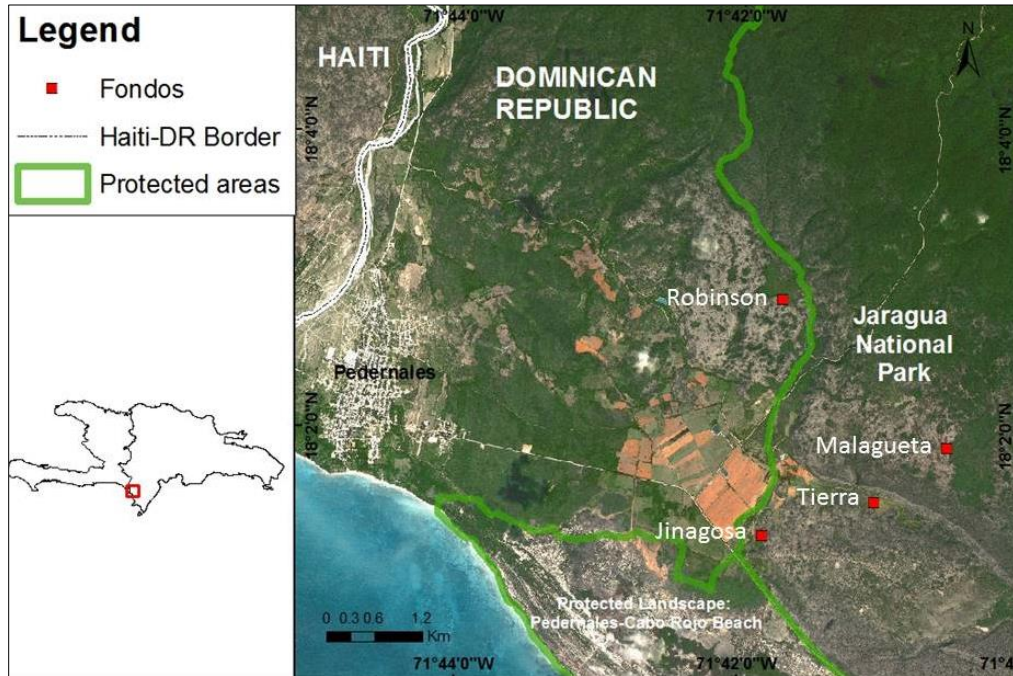 Legend
Fondos
Haiti-DR Border
Protected areas
71°44'0"W
71°42'0"W
N
HAITI
DOMINICAN
REPUBLIC
18°4'0"N
18°4'0"N
Robinson
Jaragua
National
Park
Pedernales
18°2'0"N
18°2'0"N
Malagueta
Tierra
Jinagosa
Protected Landscape:
Pedernales-Cabo Rojo Beach
0 0.3 0.6 1.2
Km
71°44'0"W
71°42'0"W
71°4